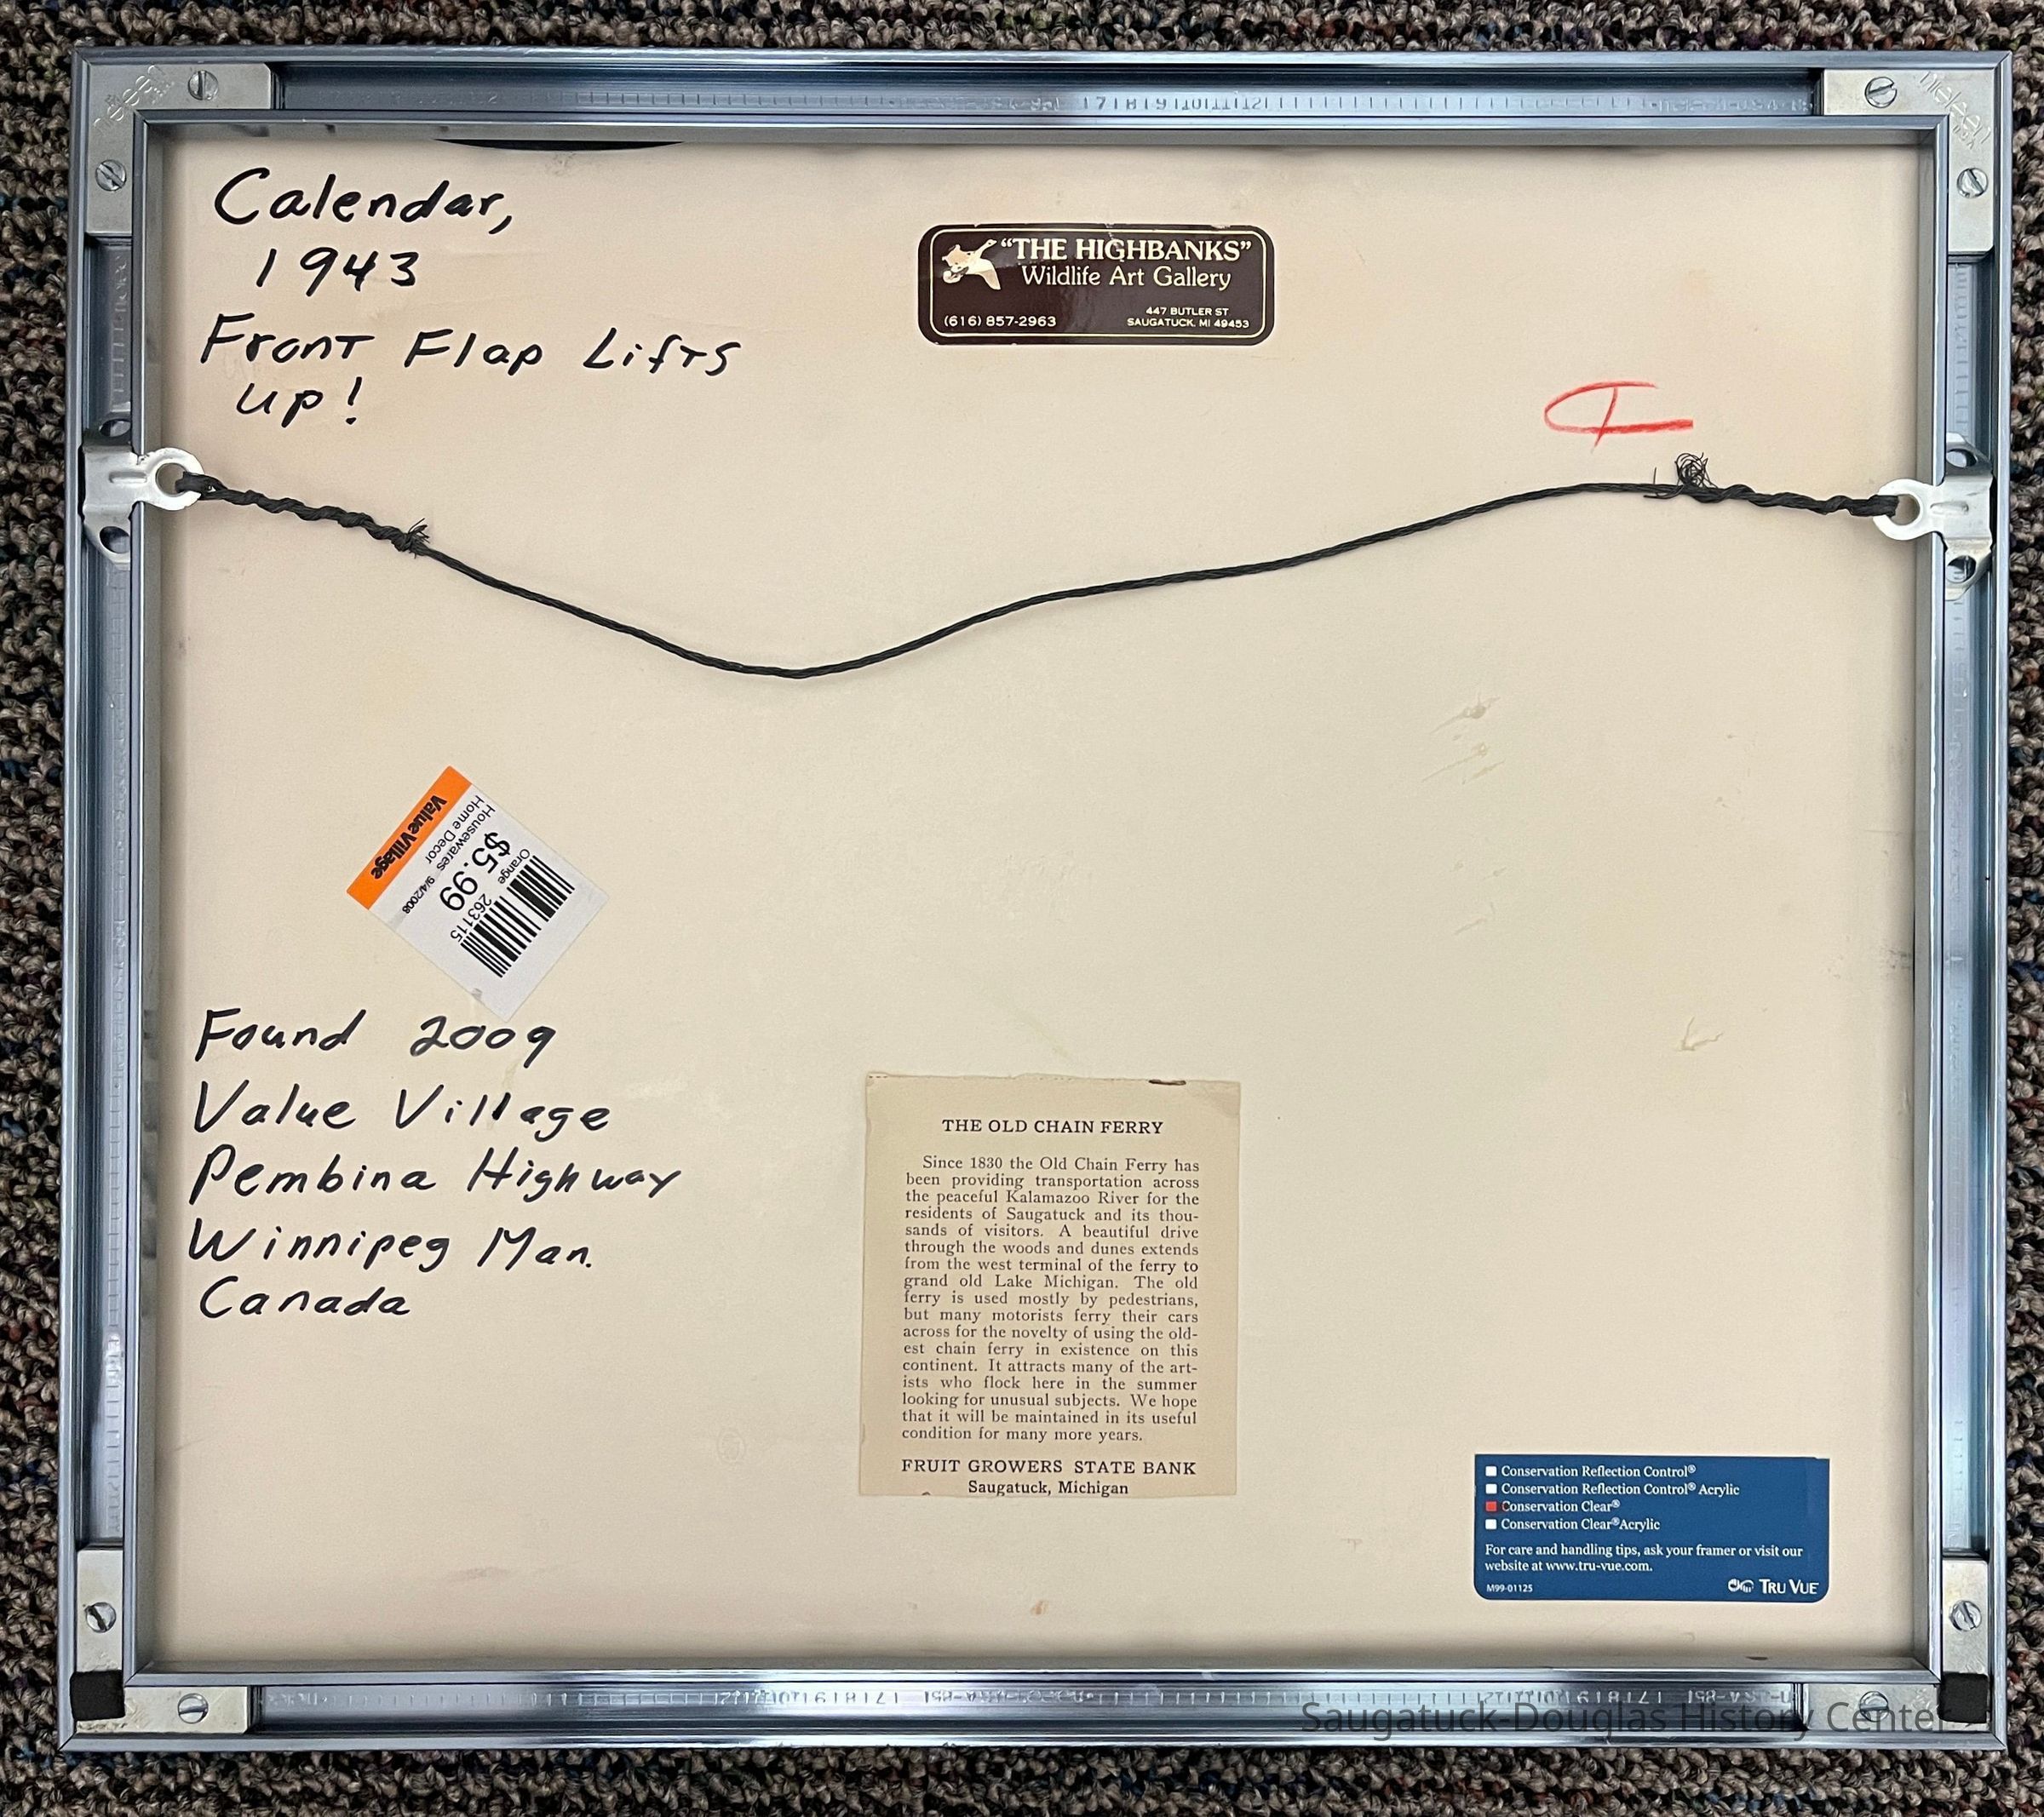 Calendar,
1943
Front Flap Lifts
Up!
"THE HIGHBANKS"
Wildlife Art Gallery
(616) 857-2963
447 BUTLER ST
SAUGATUCK, MI 49453
Value Village
Housewares
Home Decor 9/4/2008
$5.99
Orange 263115
Found 2009
Value Village
Pembina Highway
Winnipeg Man.
Canada
THE OLD CHAIN FERRY
Since 1830 the Old Chain Ferry has
been providing transportation across
the peaceful Kalamazoo River for the
residents of Saugatuck and its thou-
sands of visitors. A beautiful drive
through the woods and dunes extends
from the west terminal of the ferry to
grand old Lake Michigan. The old
ferry is used mostly by pedestrians,
but many motorists ferry their cars
across for the novelty of using the old-
est chain ferry in existence on this
continent. It attracts many of the art-
ists who flock here in the summer
looking for unusual subjects. We hope
that it will be maintained in its useful
condition for many more years.
FRUIT GROWERS STATE BANK
Saugatuck, Michigan
Conservation Reflection Control®
Conservation Reflection Control® Acrylic
Conservation Clear®
Conservation Clear® Acrylic
For care and handling tips, ask your framer or visit our
website at www.tru-vue.com.
M99-01125
TRU VUE
Saugatuck-Douglas History Center